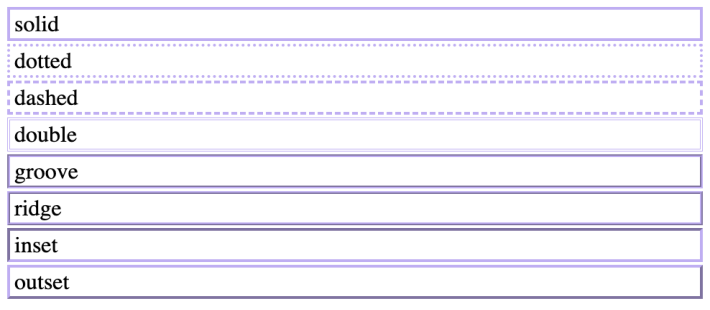 solid
dotted
dashed
double
groove
ridge
inset
outset